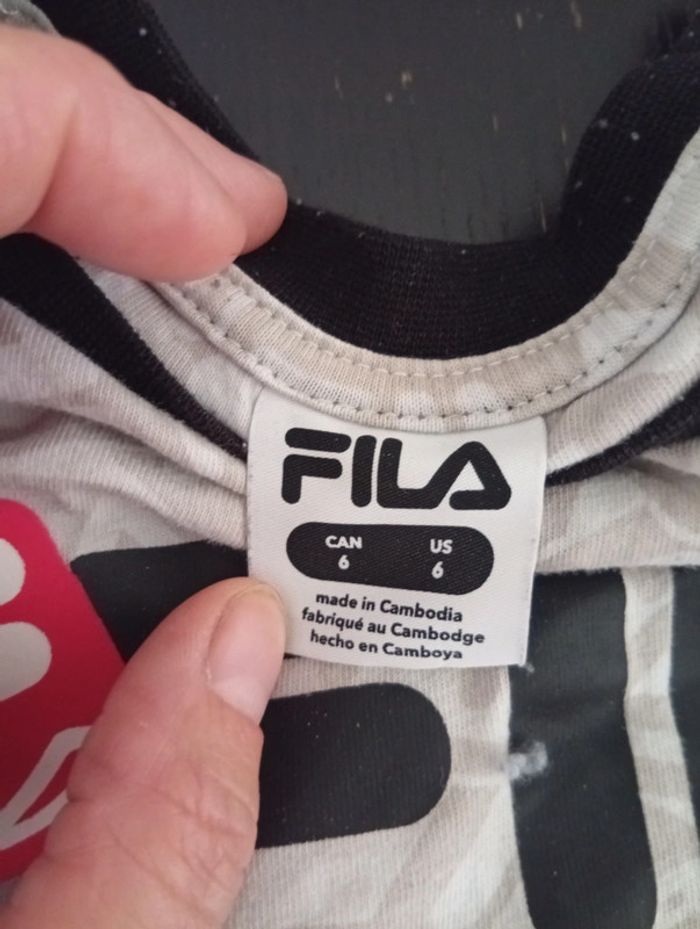 FILA
CAN US
6 6
made in Cambodia
fabriqué au Cambodge
hecho en Camboya